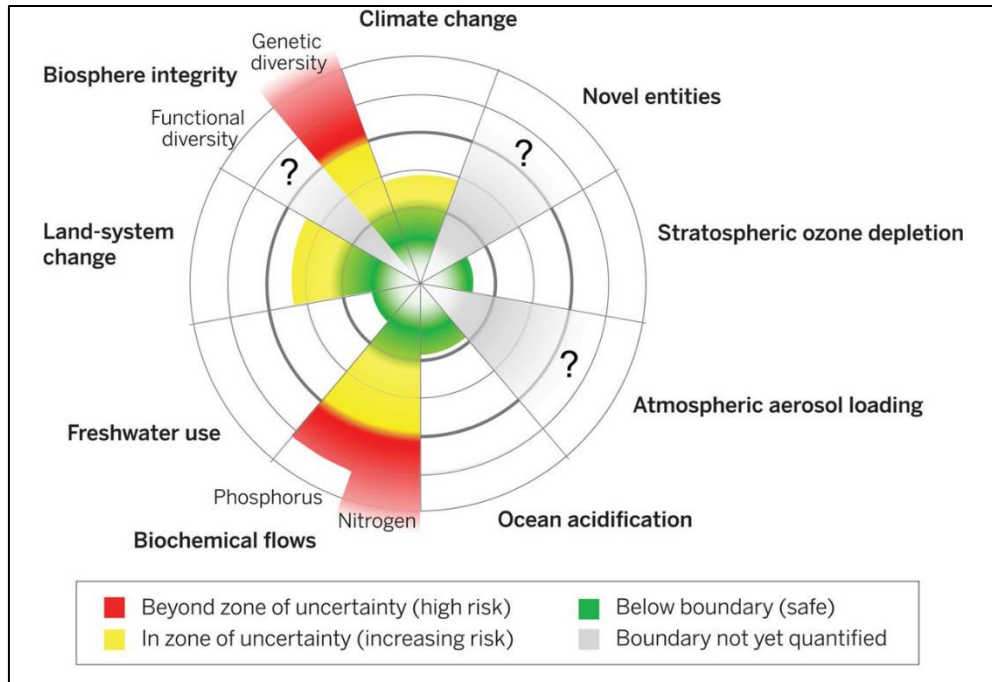 Climate change
Genetic
diversity
Biosphere integrity
Novel entities
Functional
diversity
?
?
Land-system
change
Stratospheric ozone depletion
?
Atmospheric aerosol loading
Freshwater use
Phosphorus
Nitrogen
Ocean acidification
Biochemical flows
Beyond zone of uncertainty (high risk)
In zone of uncertainty (increasing risk)
Below boundary (safe)
Boundary not yet quantified